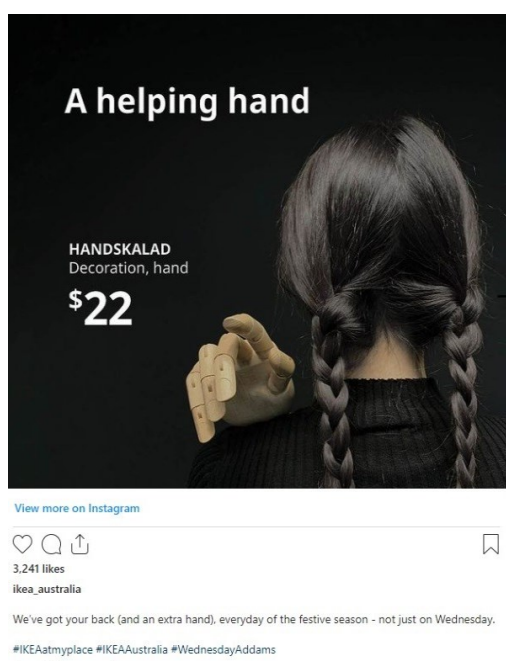 A helping hand
HANDSKALAD
Decoration, hand
$22
View more on Instagram
3,241 likes
ikea_australia
We've got your back (and an extra hand), everyday of the festive season - not just on Wednesday.
#IKEAatmyplace #IKEAAustralia #WednesdayAddams